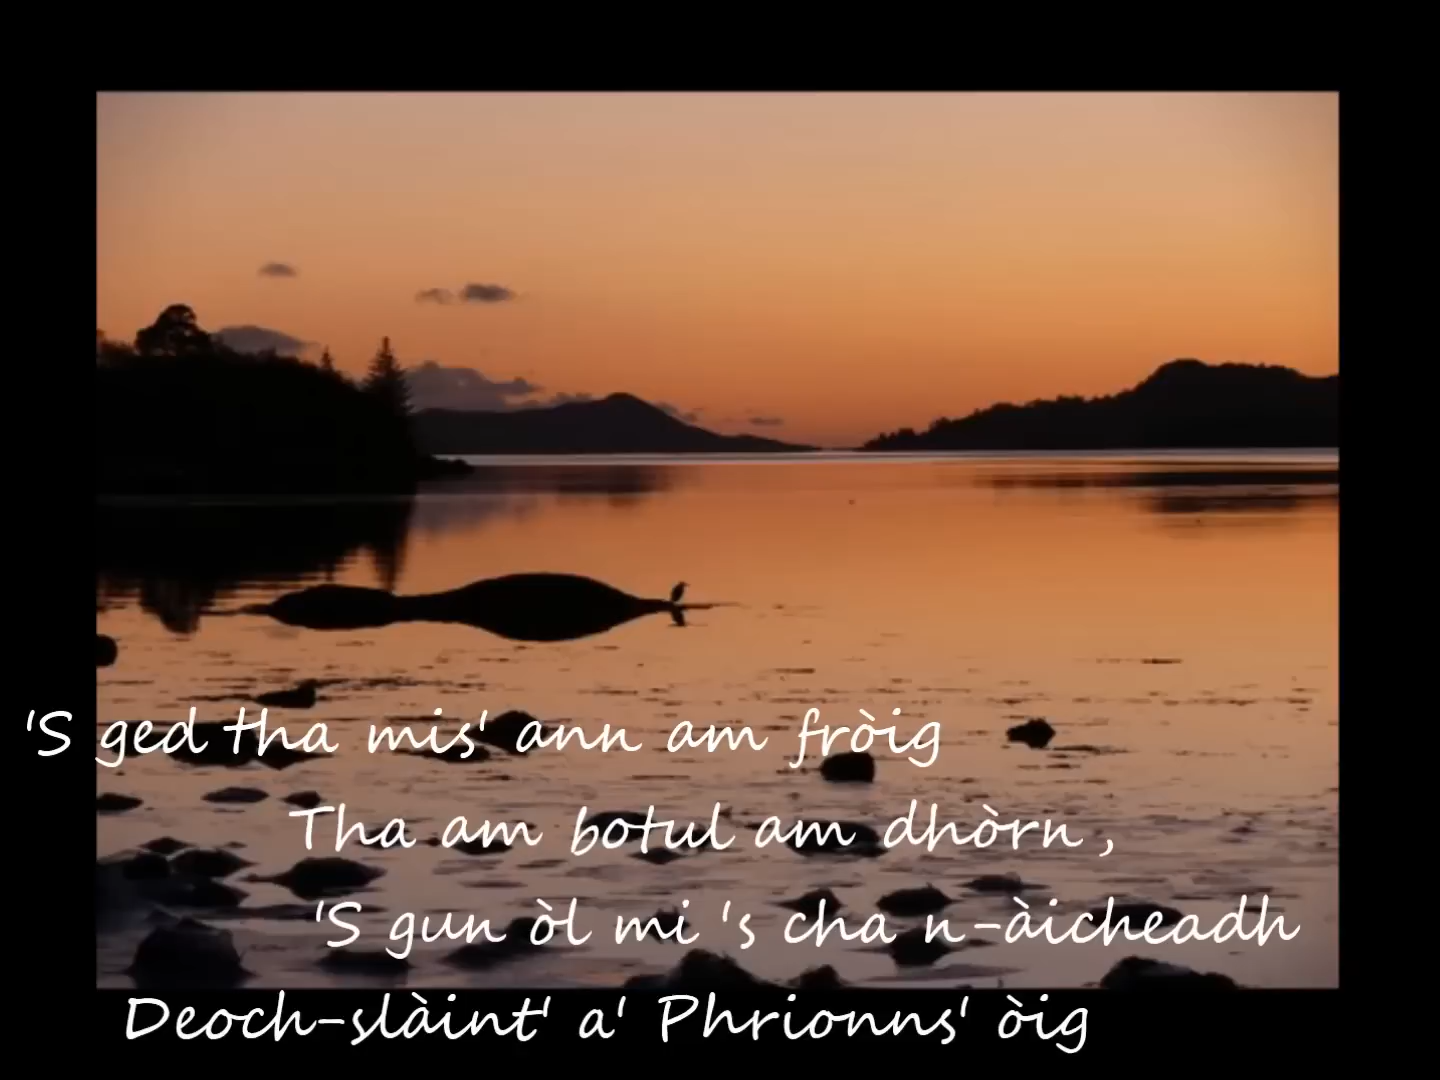 'S ged tha mis' ann am fròig
Tha am botul am dhòrn ,
'S gun òl mi 's cha n-àicheadh
Deoch-slàint' a' Phrionns' òig